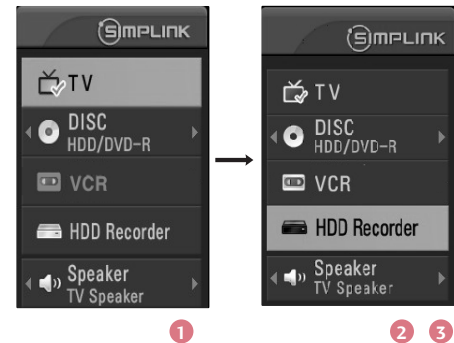 SIMPLINK
TV
DISC
HDD/DVD-R
VCR
HDD Recorder
Speaker
TV Speaker
1
SIMPLINK
TV
DISC
HDD/DVD-R
VCR
HDD Recorder
Speaker
TV Speaker
2 3